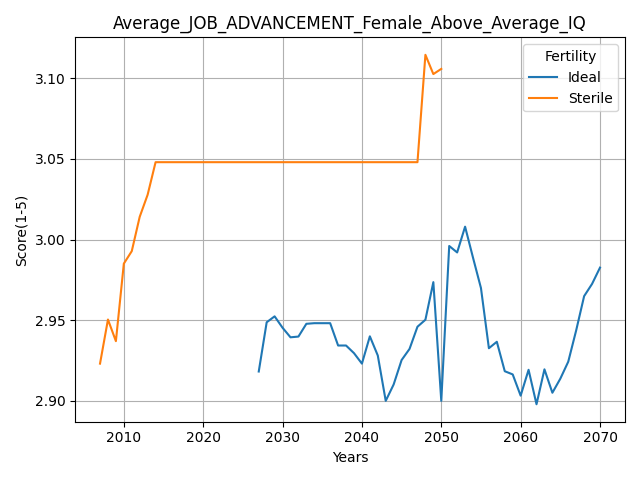 Average_JOB_ADVANCEMENT_Female_Above_Average_IQ
Fertility
Ideal
Sterile
Score(1-5)
3.10
3.05
3.00
2.95
2.90
2010 2020 2030 2040 2050 2060 2070
Years